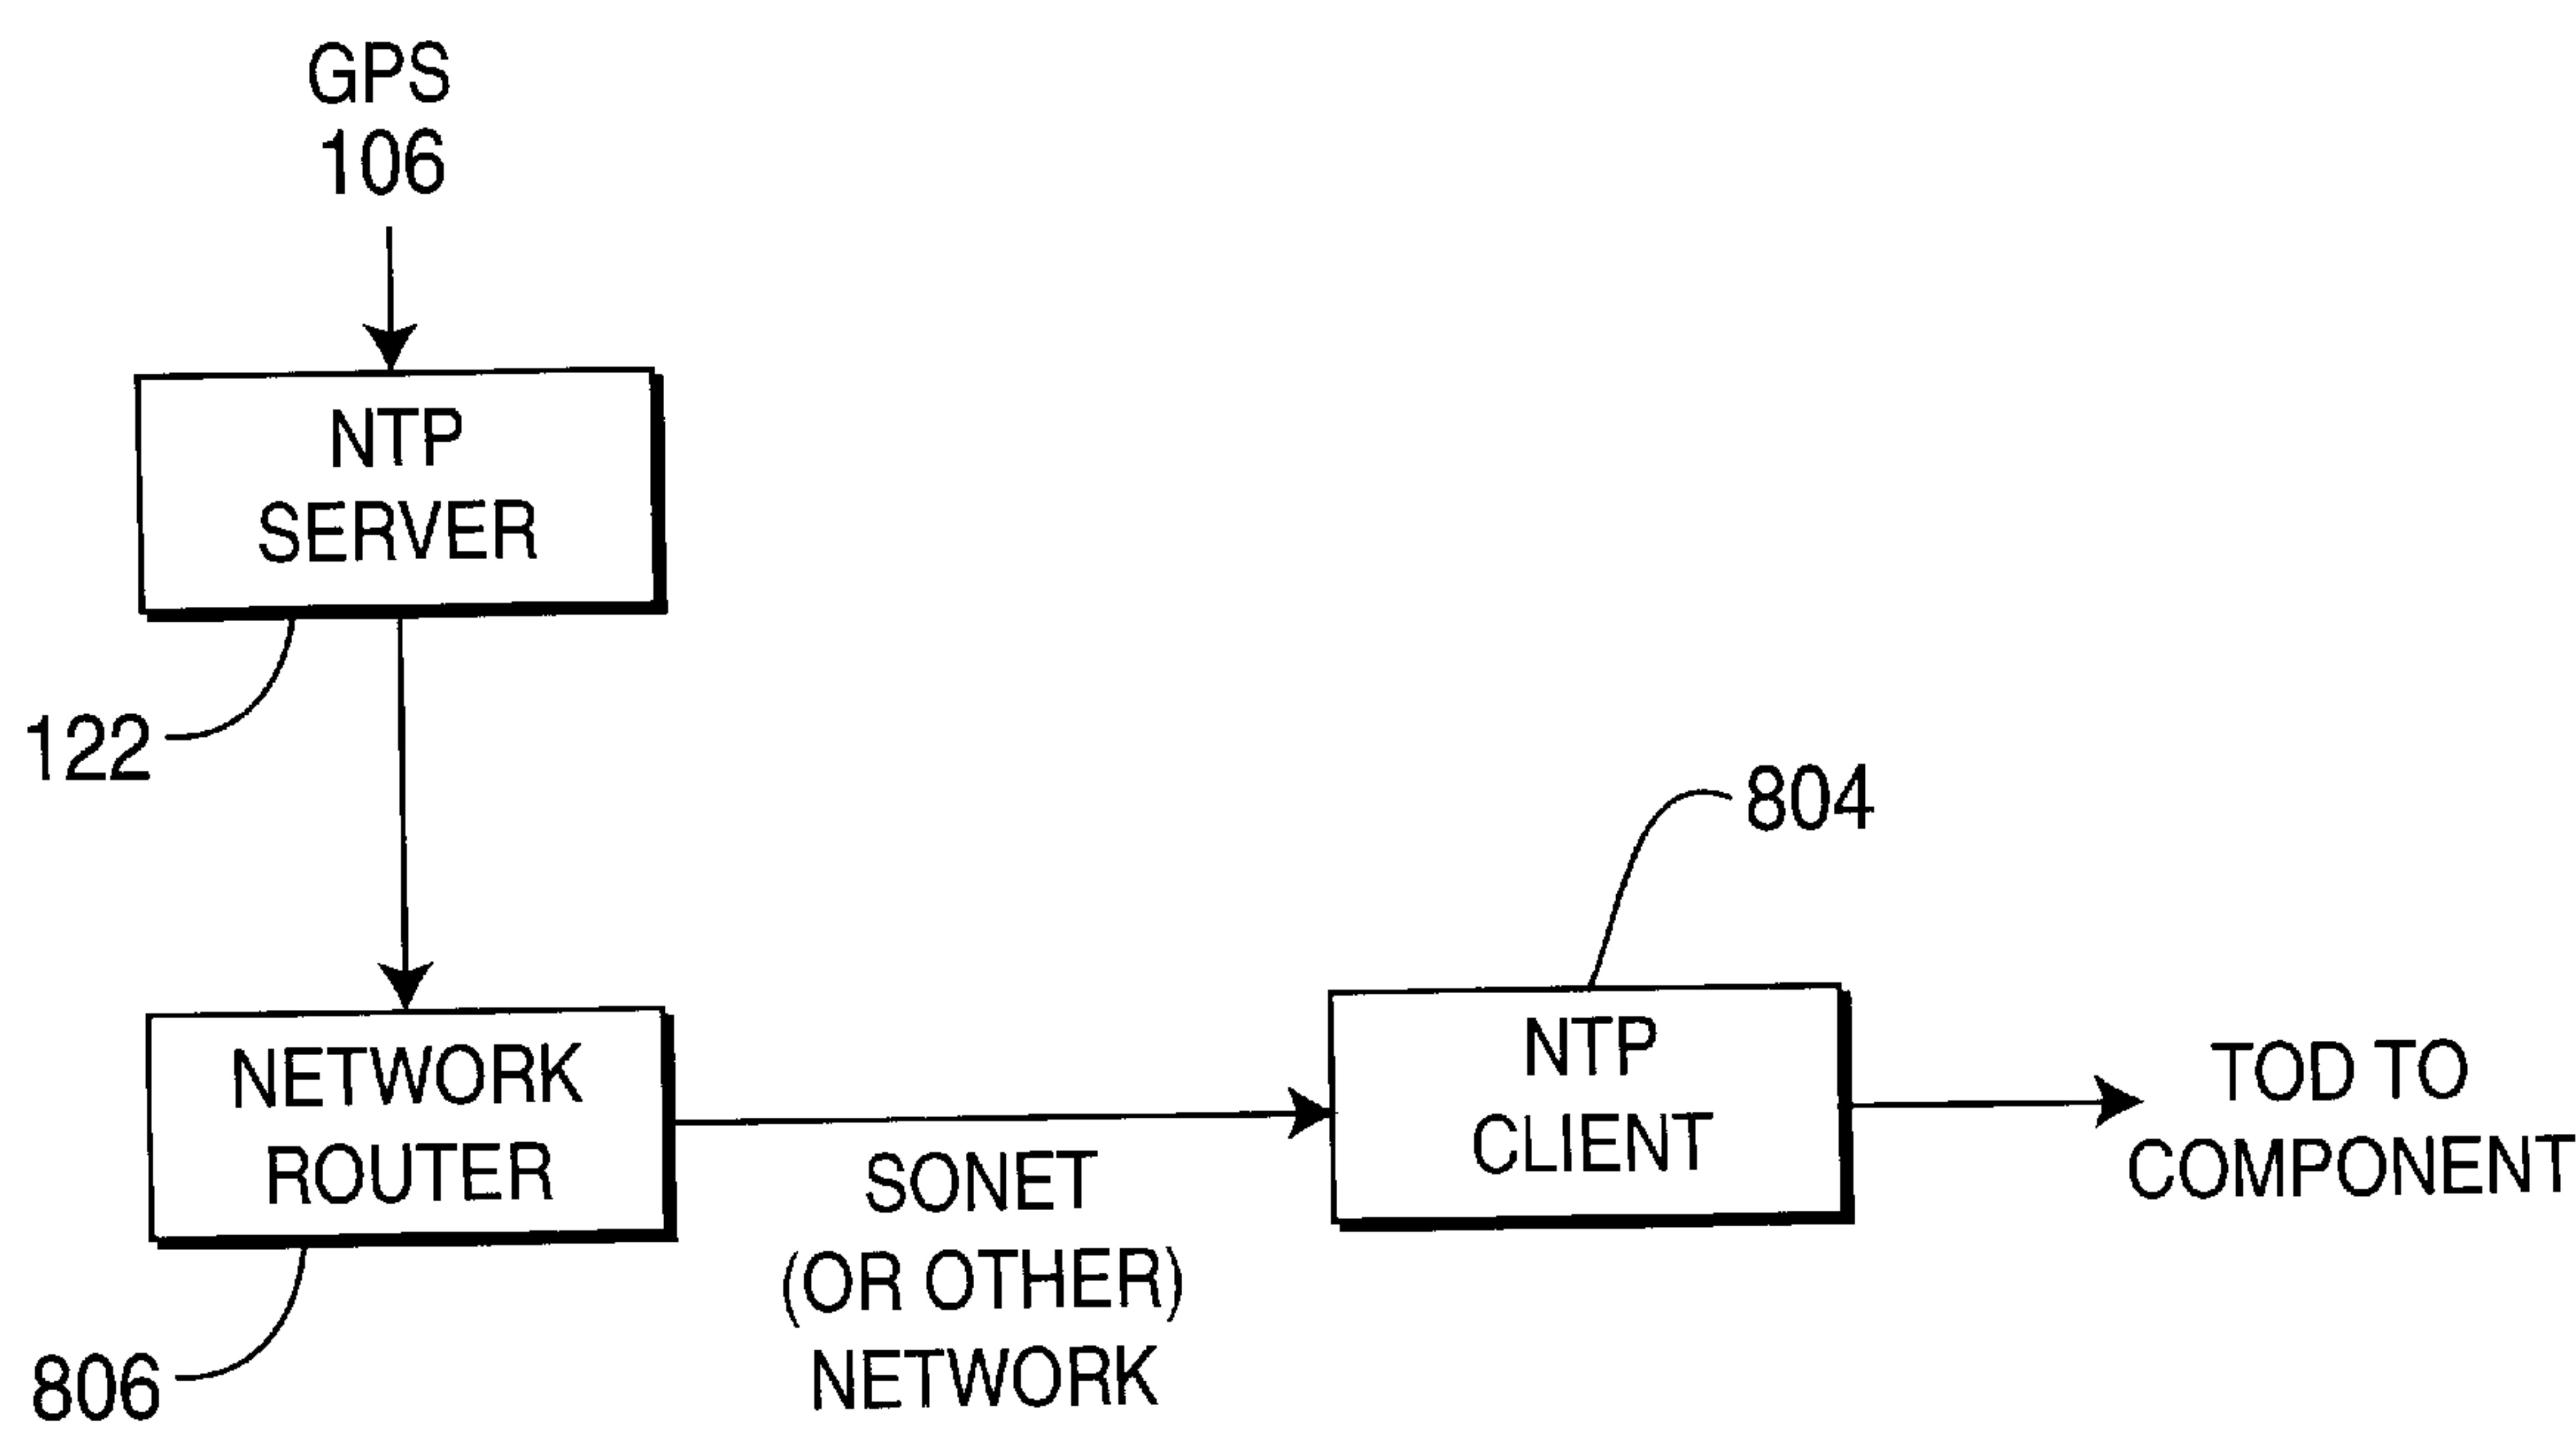 GPS
106
NTP
SERVER
122
804
NETWORK
ROUTER
NTP
CLIENT
TOD TO
COMPONENT
SONET
(OR OTHER)
NETWORK
806